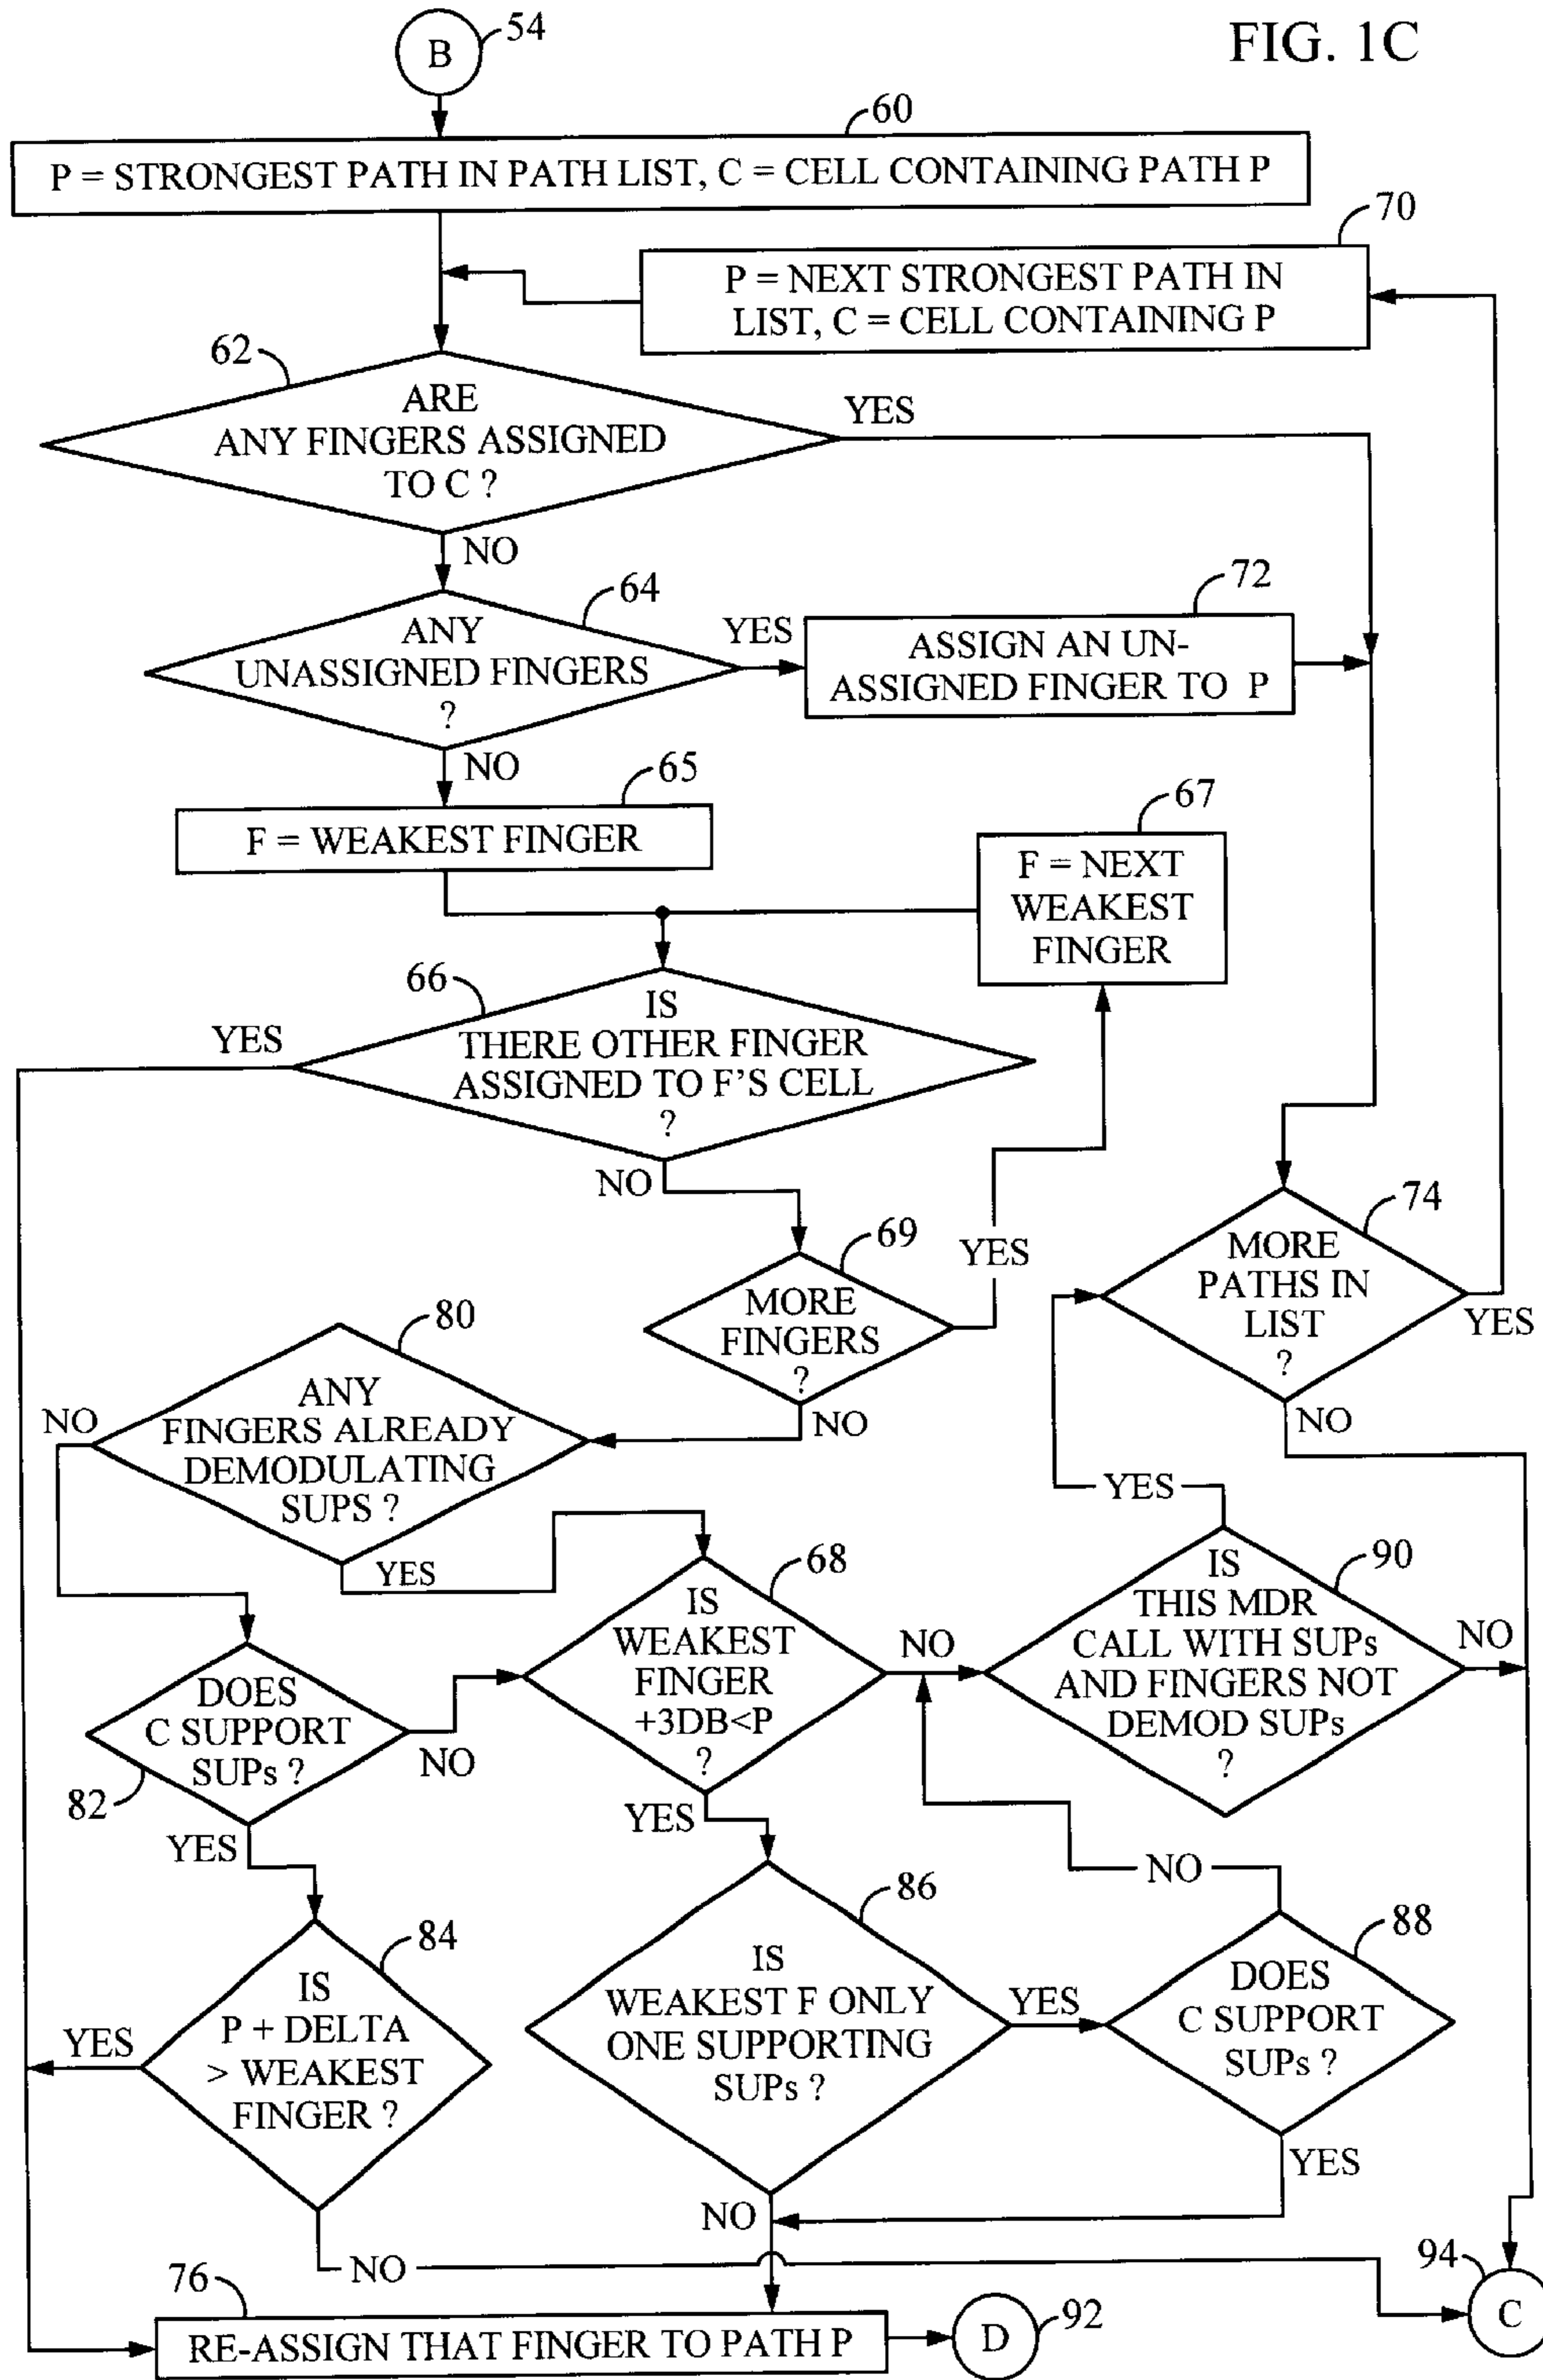 FIG. 1C
B
54
60
P = STRONGEST PATH IN PATH LIST, C = CELL CONTAINING PATH P
70
P = NEXT STRONGEST PATH IN
LIST, C = CELL CONTAINING P
62
ARE
ANY FINGERS ASSIGNED
TO C ?
YES
NO
64
ANY
UNASSIGNED FINGERS
?
YES
72
ASSIGN AN UN-
ASSIGNED FINGER TO P
NO
65
F = WEAKEST FINGER
67
F = NEXT
WEAKEST
FINGER
66
IS
THERE OTHER FINGER
ASSIGNED TO F'S CELL
?
YES
NO
69
MORE
FINGERS
?
YES
NO
74
MORE
PATHS IN
LIST
?
YES
NO
80
ANY
FINGERS ALREADY
DEMODULATING
SUPS ?
NO
YES
68
IS
WEAKEST
FINGER
+3DB<P
?
NO
YES
90
IS
THIS MDR
CALL WITH SUPs
AND FINGERS NOT
DEMOD SUPs
?
YES
NO
82
DOES
C SUPPORT
SUPs ?
NO
YES
84
IS
P + DELTA
> WEAKEST
FINGER ?
YES
NO
86
IS
WEAKEST F ONLY
ONE SUPPORTING
SUPs ?
YES
NO
88
DOES
C SUPPORT
SUPs ?
NO
YES
76
RE-ASSIGN THAT FINGER TO PATH P
D
92
94
C